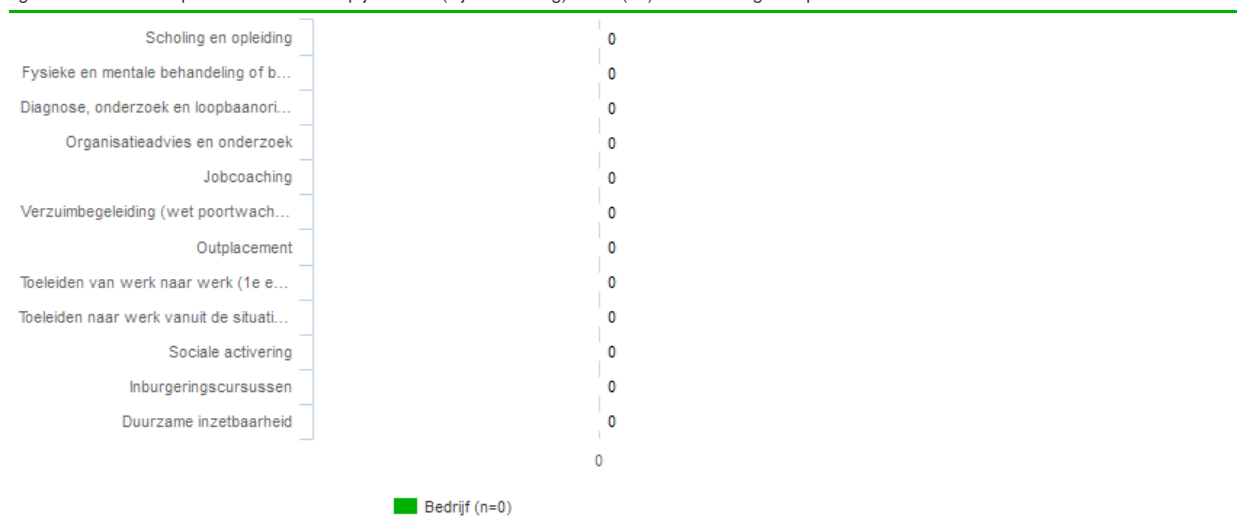 Scholing en opleiding 0
Fysieke en mentale behandeling of b... 0
Diagnose, onderzoek en loopbaanori... 0
Organisatieadvies en onderzoek 0
Jobcoaching 0
Verzuimbegeleiding (wet poortwach... 0
Outplacement 0
Toeleiden van werk naar werk (1e e... 0
Toeleiden naar werk vanuit de situati... 0
Sociale activering 0
Inburgeringscursussen 0
Duurzame inzetbaarheid 0
0
Bedrijf (n=0)